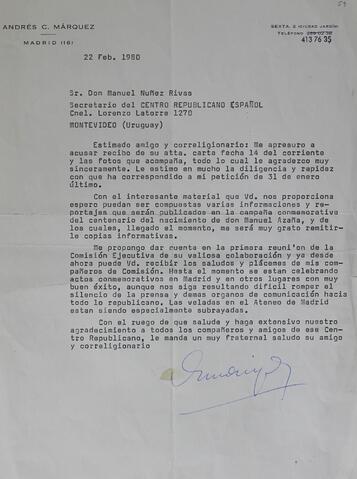 ANDRÉS C. MÁRQUEZ
MADRID (16)
SEXTA, 2 (CIUDAD JARDÍN)
TELÉFONO
413 76 35
22 Feb. 1980
Sr. Don Manuel Nuñez Rivas
Secretario del CENTRO REPUBLICANO ESPAÑOL
Cnel. Lorenzo Latorre 1270
MONTEVIDEO (Uruguay)
Estimado amigo y correligionario: Me apresuro a
acusar recibo de su atta. carta fecha 14 del corriente
y las fotos que acompaña, todo lo cual le agradezco muy
sinceramente. Le estimo en mucho la diligencia y rapidez
con que ha correspondido a mi petición de 31 de enero
último.
Con el interesante material que Vd. nos proporciona
espero puedan ser compuestas varias informaciones y re-
portajes que serán publicados en la campaña conmemorativa
del centenario del nacimiento de don Manuel Azaña, y de
los cuales, llegado el momento, me será muy grato remitir-
le copias informativas.
Me propongo dar cuenta en la primera reuni'on de la
Comisión Ejecutiva de su valiosa colaboración y ya desde
ahora puede Vd. recibir los saludos y plácemes de mis com-
pañeros de Comisión. Hasta el momento se están celebrando
actos conmemorativos en Madrid y en otros lugares con muy
buen éxito, aunque nos siga resultando difícil romper el
silencio de la prensa y demas órganos de comunicación hacia
todo lo republicano. Las veladas en el Ateneo de Madrid
estan siendo especialmente subrayadas.
Con el ruego de que salude y haga extensivo nuestro
agradecimiento a todos los compañeros y amigos de ese Cen-
tro Republicano, le manda un muy fraternal saludo su amigo
y correligionario